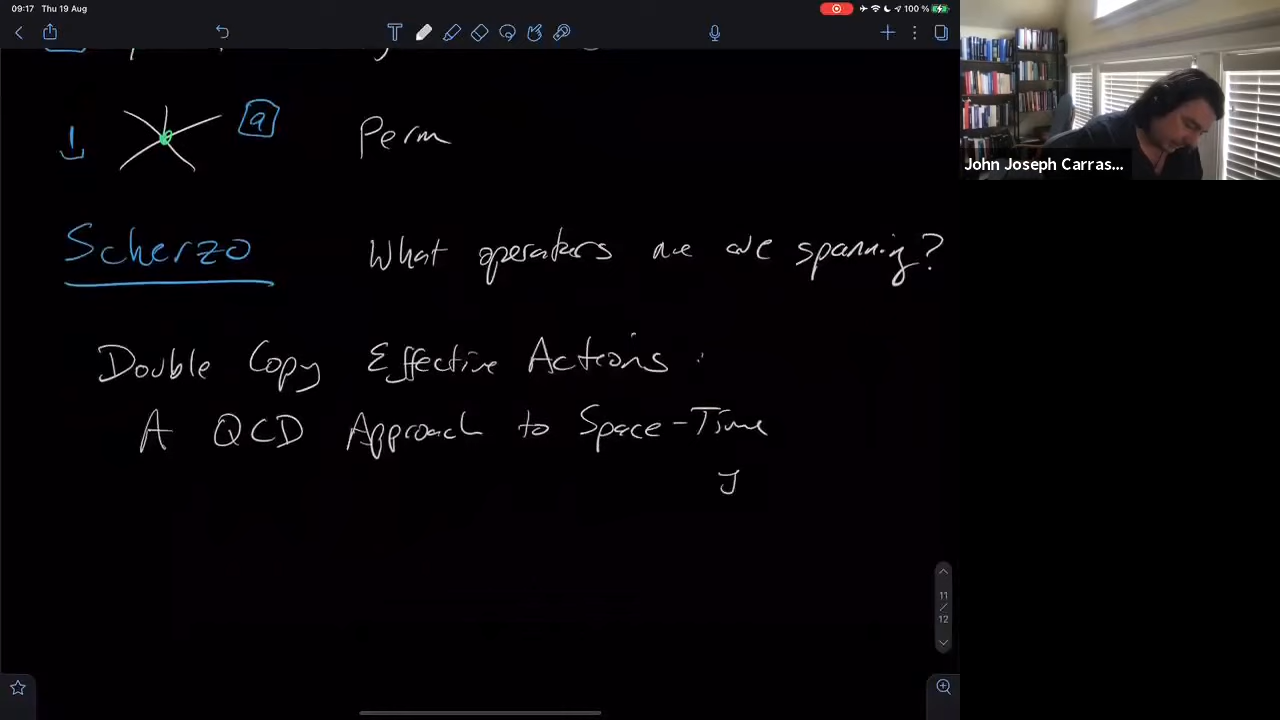 09:17 Thu 19 Aug
100 %
a
Perm
Scherzo What operators are we spanning?
Double Copy Effective Actions :
A QCD Approach to Space-Time
J
11
/
12
John Joseph Carras...